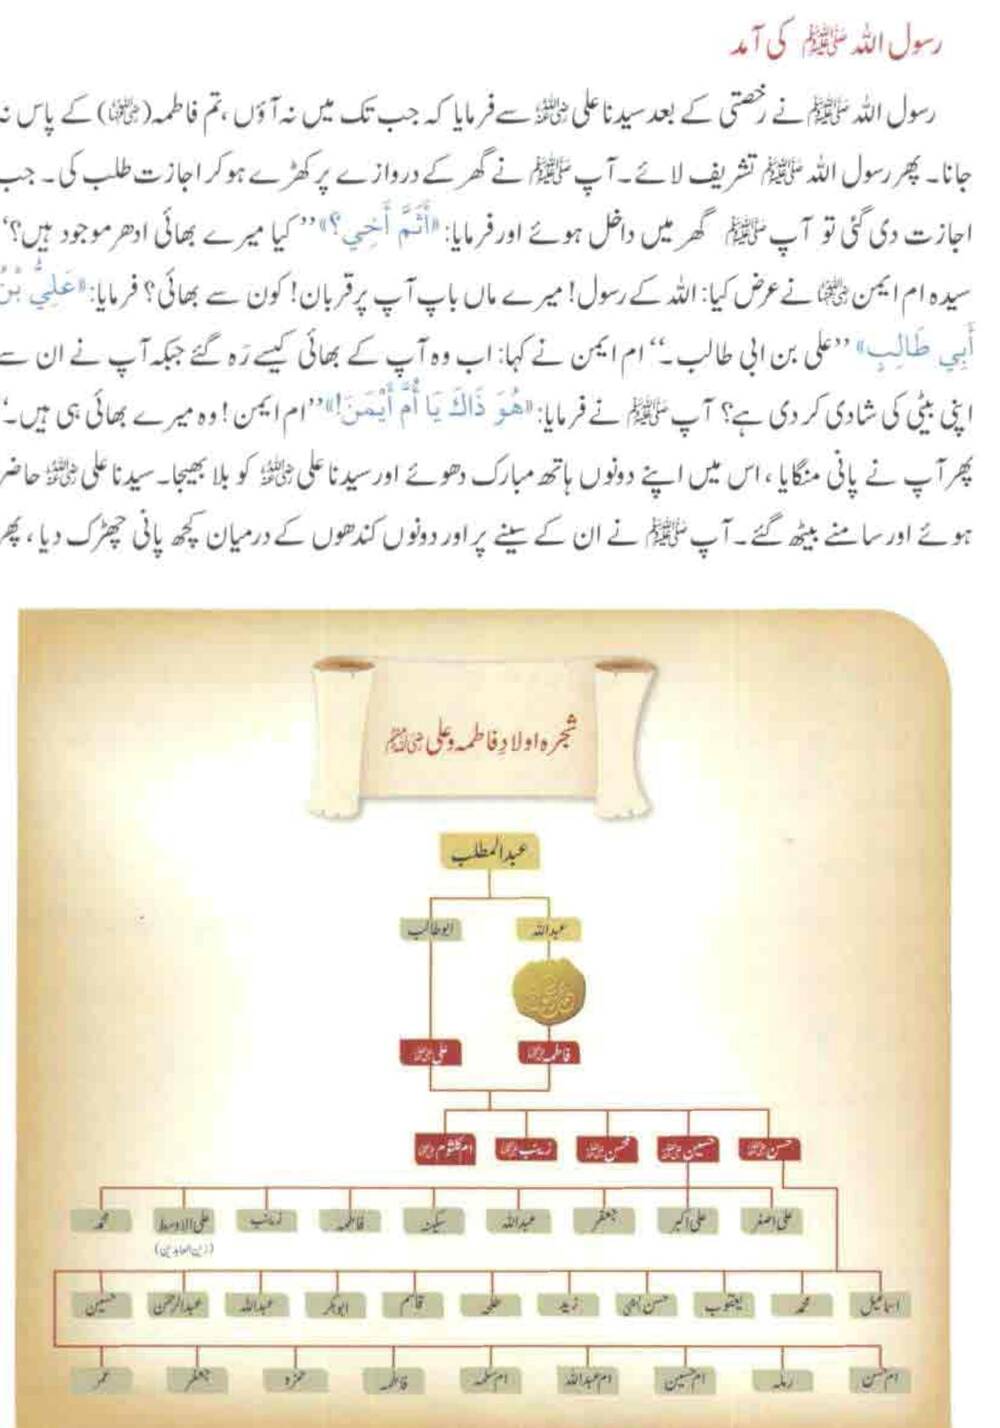 رسول اللہ ﷺ کی آمد
رسول اللہ ﷺ نے رخصتی کے بعد سیدنا علی رضی اللہ عنہ سے فرمایا کہ جب تک میں نہ آؤں، تم فاطمہ (رضی اللہ عنہا) کے پاس نہ
جانا۔ پھر رسول اللہ ﷺ تشریف لائے۔ آپ ﷺ نے گھر کے دروازے پر کھڑے ہو کر اجازت طلب کی۔ جب
اجازت دی گئی تو آپ ﷺ گھر میں داخل ہوئے اور فرمایا: «أَثَمَّ أَخِي؟» ’’کیا میرے بھائی ادھر موجود ہیں؟‘
سیدہ ام ایمن رضی اللہ عنہا نے عرض کیا: اللہ کے رسول! میرے ماں باپ آپ پر قربان! کون سے بھائی؟ فرمایا: «عَلِيُّ بْنُ
أَبِي طَالِبٍ» ’’علی بن ابی طالب۔‘‘ ام ایمن نے کہا: اب وہ آپ کے بھائی کیسے رہ گئے جبکہ آپ نے ان سے
اپنی بیٹی کی شادی کر دی ہے؟ آپ ﷺ نے فرمایا: «هُوَ ذَاكَ يَا أُمَّ أَيْمَنَ!» ’’ام ایمن! وہ میرے بھائی ہی ہیں۔‘
پھر آپ نے پانی منگایا، اس میں اپنے دونوں ہاتھ مبارک دھوئے اور سیدنا علی رضی اللہ عنہ کو بلا بھیجا۔ سیدنا علی رضی اللہ عنہ حاضر
ہوئے اور سامنے بیٹھ گئے۔ آپ ﷺ نے ان کے سینے پر اور دونوں کندھوں کے درمیان کچھ پانی چھڑک دیا، پھر
شجرہ اولادِ فاطمہ و علی
عبدالمطلب
عبداللہ ابوطالب
فاطمہ رضی اللہ عنہا علی رضی اللہ عنہ
حسن حسین محسن زینب ام کلثوم
علی اصغر علی اکبر جعفر عبداللہ سکینہ فاطمہ زینب علی الاوسط محمد
(زین العابدین)
اسماعیل محمد یعقوب حسن زید طلحہ قاسم ابوبکر عبداللہ عبدالرحمٰن حسین
ام حسن رملہ ام حسین ام عبداللہ ام سلمہ فاطمہ حمزہ جعفر عمر